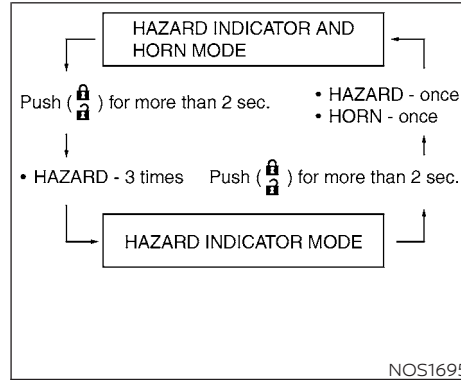 HAZARD INDICATOR AND
HORN MODE
Push ( ) for more than 2 sec.
• HAZARD - once
• HORN - once
• HAZARD - 3 times
Push ( ) for more than 2 sec.
HAZARD INDICATOR MODE
NOS1695